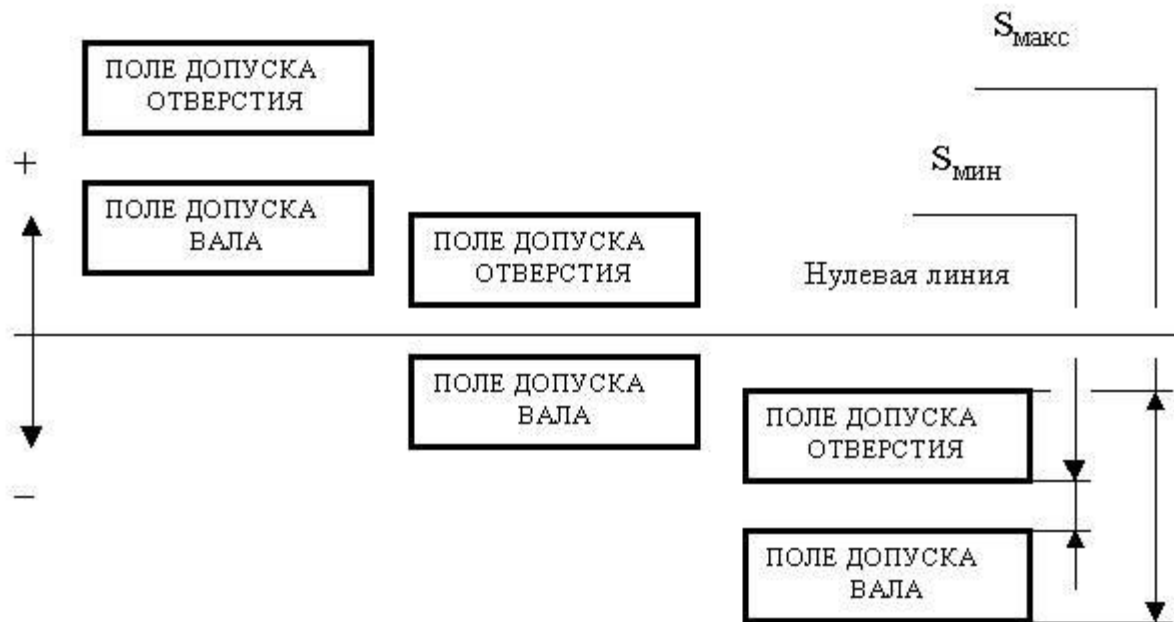 Sмакс
ПОЛЕ ДОПУСКА
ОТВЕРСТИЯ
+
Sмин
ПОЛЕ ДОПУСКА
ВАЛА
ПОЛЕ ДОПУСКА
ОТВЕРСТИЯ
Нулевая линия
ПОЛЕ ДОПУСКА
ВАЛА
ПОЛЕ ДОПУСКА
ОТВЕРСТИЯ
–
ПОЛЕ ДОПУСКА
ВАЛА